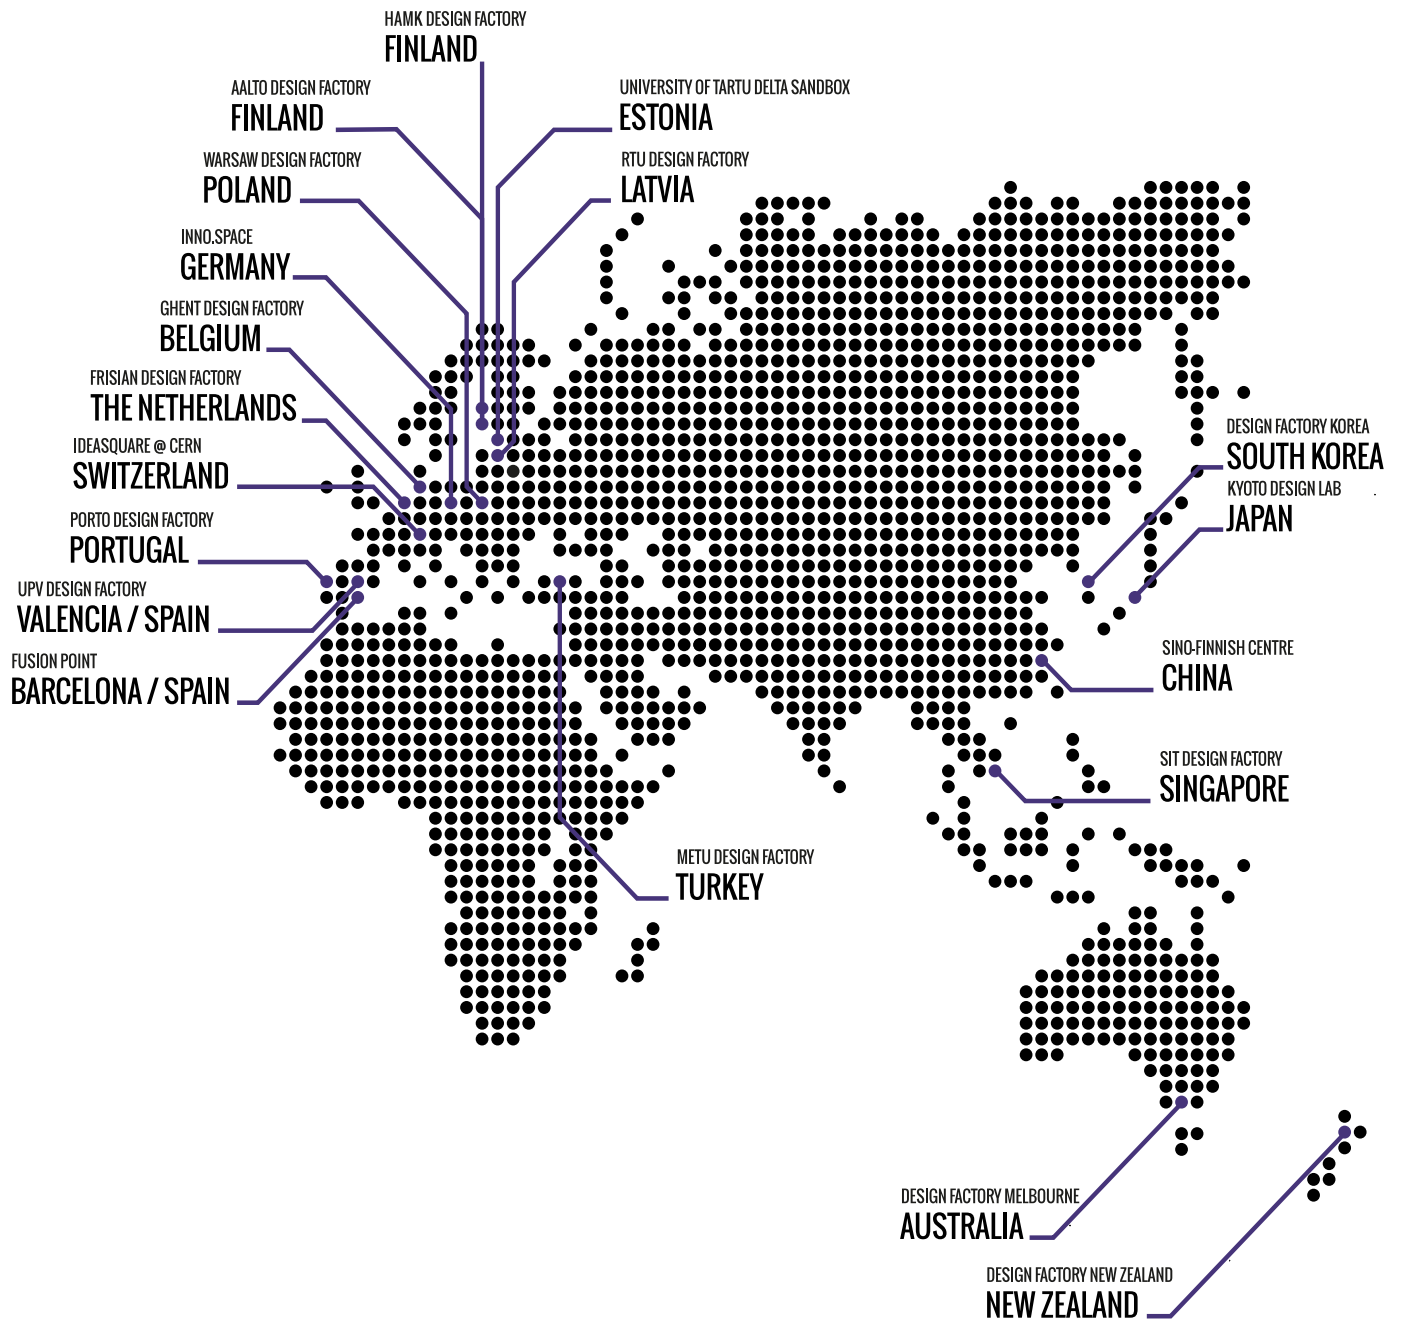 HAMK DESIGN FACTORY
FINLAND
AALTO DESIGN FACTORY
FINLAND
UNIVERSITY OF TARTU DELTA SANDBOX
ESTONIA
WARSAW DESIGN FACTORY
POLAND
RTU DESIGN FACTORY
LATVIA
INNO.SPACE
GERMANY
GHENT DESIGN FACTORY
BELGIUM
FRISIAN DESIGN FACTORY
THE NETHERLANDS
IDEASQUARE @ CERN
SWITZERLAND
PORTO DESIGN FACTORY
PORTUGAL
UPV DESIGN FACTORY
VALENCIA / SPAIN
FUSION POINT
BARCELONA / SPAIN
DESIGN FACTORY KOREA
SOUTH KOREA
KYOTO DESIGN LAB
JAPAN
SINO-FINNISH CENTRE
CHINA
SIT DESIGN FACTORY
SINGAPORE
METU DESIGN FACTORY
TURKEY
DESIGN FACTORY MELBOURNE
AUSTRALIA
DESIGN FACTORY NEW ZEALAND
NEW ZEALAND